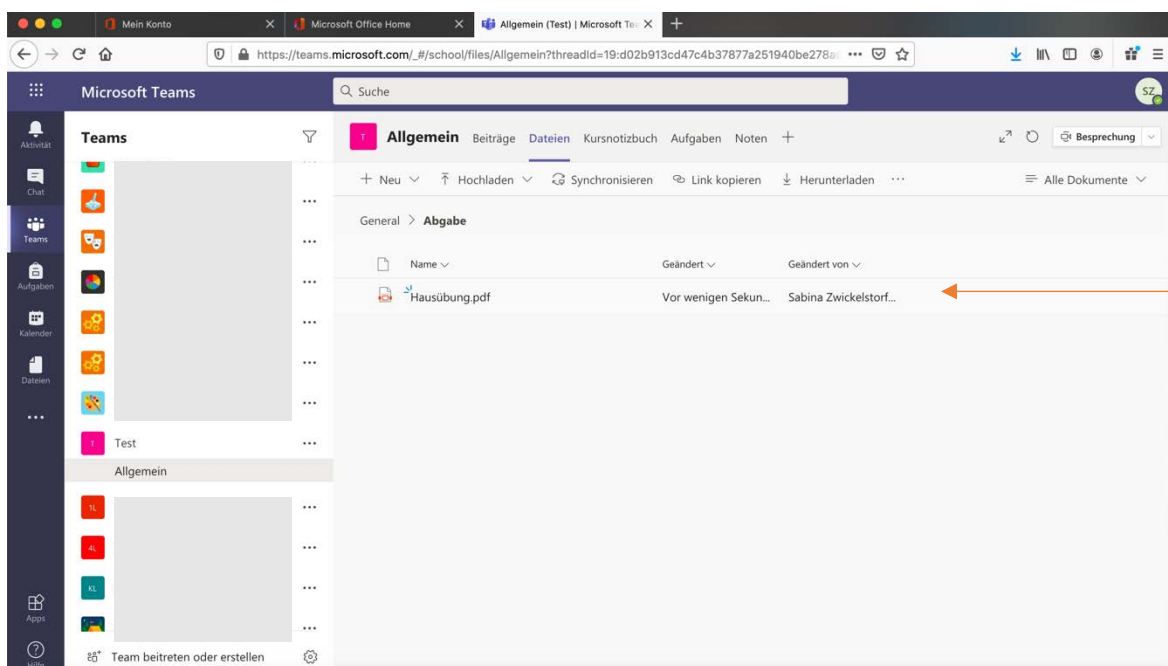 Mein Konto
Microsoft Office Home
Allgemein (Test) | Microsoft Te
https://teams.microsoft.com/_#/school/files/Allgemein?threadId=19:d02b913cd47c4b37877a251940be278a
Microsoft Teams
Suche
SZ
Aktivität
Chat
Teams
Aufgaben
Kalender
Dateien
Apps
Hilfe
Teams
T
Test
Allgemein
1L
4L
KL
Team beitreten oder erstellen
T Allgemein Beiträge Dateien Kursnotizbuch Aufgaben Noten
Besprechung
Neu Hochladen Synchronisieren Link kopieren Herunterladen ... Alle Dokumente
General > Abgabe
Name Geändert Geändert von
Hausübung.pdf Vor wenigen Sekun... Sabina Zwickelstorf...